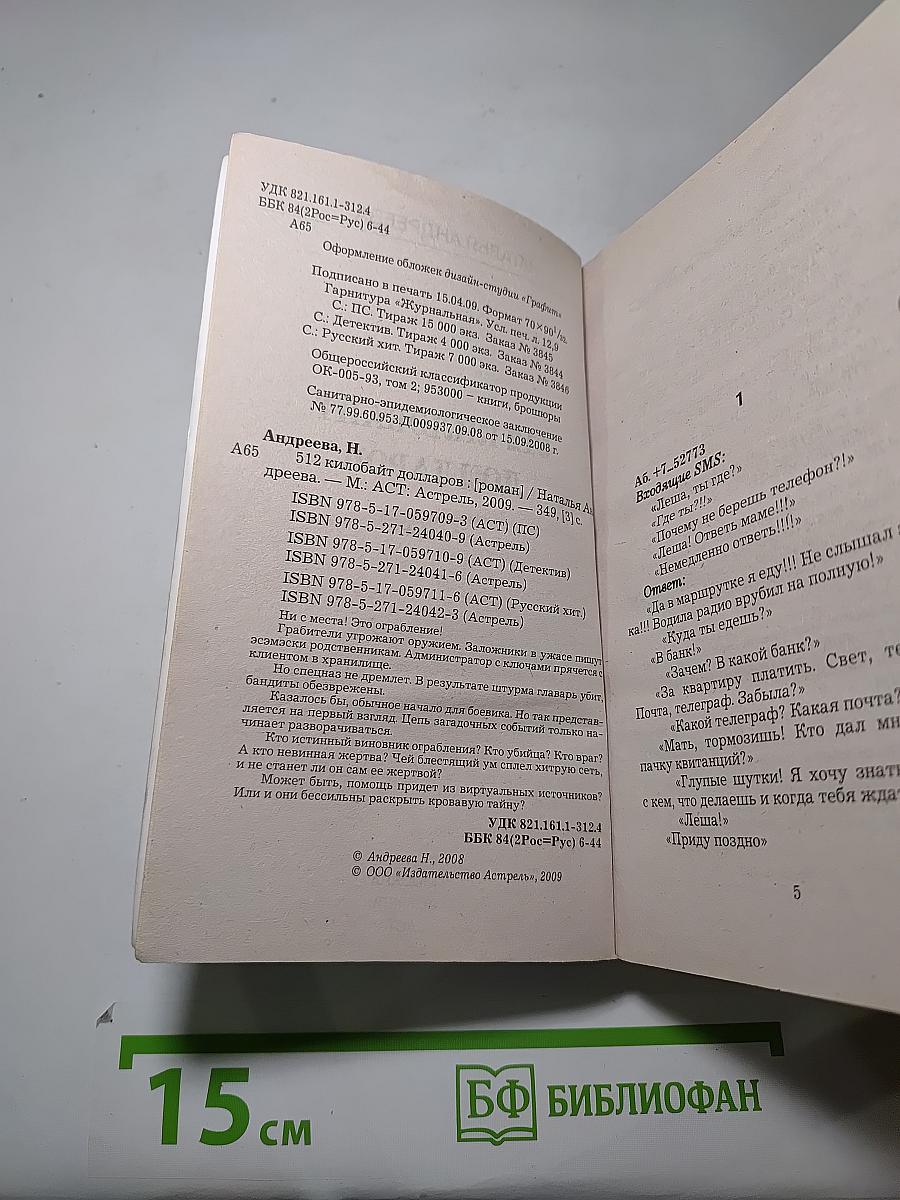 УДК 821.161.1-312.4
ББК 84(2Рос=Рус) 6-44
А65
Оформление обложек дизайн-студии «Графит»
Подписано в печать 15.04.09. Формат 70×90 1/32.
Гарнитура «Журнальная». Усл. печ. л. 12,9
С.: ПС. Тираж 15 000 экз. Заказ № 3845
С.: Детектив. Тираж 4 000 экз. Заказ № 3844
С.: Русский хит. Тираж 7 000 экз. Заказ № 3846
Общероссийский классификатор продукции
ОК-005-93, том 2; 953000 – книги, брошюры
Санитарно-эпидемиологическое заключение
№ 77.99.60.953.Д.009937.09.08 от 15.09.2008 г.
Андреева, Н.
А65 512 килобайт долларов : [роман] / Наталья Ан
дреева. — М.: АСТ: Астрель, 2009. — 349, [3] с.
ISBN 978-5-17-059709-3 (АСТ) (ПС)
ISBN 978-5-271-24040-9 (Астрель)
ISBN 978-5-17-059710-9 (АСТ) (Детектив)
ISBN 978-5-271-24041-6 (Астрель)
ISBN 978-5-17-059711-6 (АСТ) (Русский хит.)
ISBN 978-5-271-24042-3 (Астрель)
Ни с места! Это ограбление!
Грабители угрожают оружием. Заложники в ужасе пишут
эсэмэски родственникам. Администратор с ключами прячется с
клиентом в хранилище.
Но спецназ не дремлет. В результате штурма главарь убит,
бандиты обезврежены.
Казалось бы, обычное начало для боевика. Но так представ-
ляется на первый взгляд. Цепь загадочных событий только на-
чинает разворачиваться.
Кто истинный виновник ограбления? Кто убийца? Кто враг?
А кто невинная жертва? Чей блестящий ум сплел хитрую сеть,
и не станет ли он сам ее жертвой?
Может быть, помощь придет из виртуальных источников?
Или и они бессильны раскрыть кровавую тайну?
УДК 821.161.1-312.4
ББК 84(2Рос=Рус) 6-44
© Андреева Н., 2008
© ООО «Издательство Астрель», 2009
1
Аб. +7_52773
Входящие SMS:
«Леша, ты где?»
«Где ты?!!»
«Почему не берешь телефон?!»
«Леша! Ответь маме!!!»
«Немедленно ответь!!!!»
Ответ:
«Да в маршрутке я еду!!! Не слышал
ка!!! Водила радио врубил на полную!»
«Куда ты едешь?»
«В банк!»
«Зачем? В какой банк?»
«За квартиру платить. Свет, те
Почта, телеграф. Забыла?»
«Какой телеграф? Какая почта?
«Мать, тормозишь! Кто дал мн
пачку квитанций?»
«Глупые шутки! Я хочу знать
с кем, что делаешь и когда тебя ждат
«Леша!»
«Приду поздно»
5
15 см
БФ БИБЛИОФАН